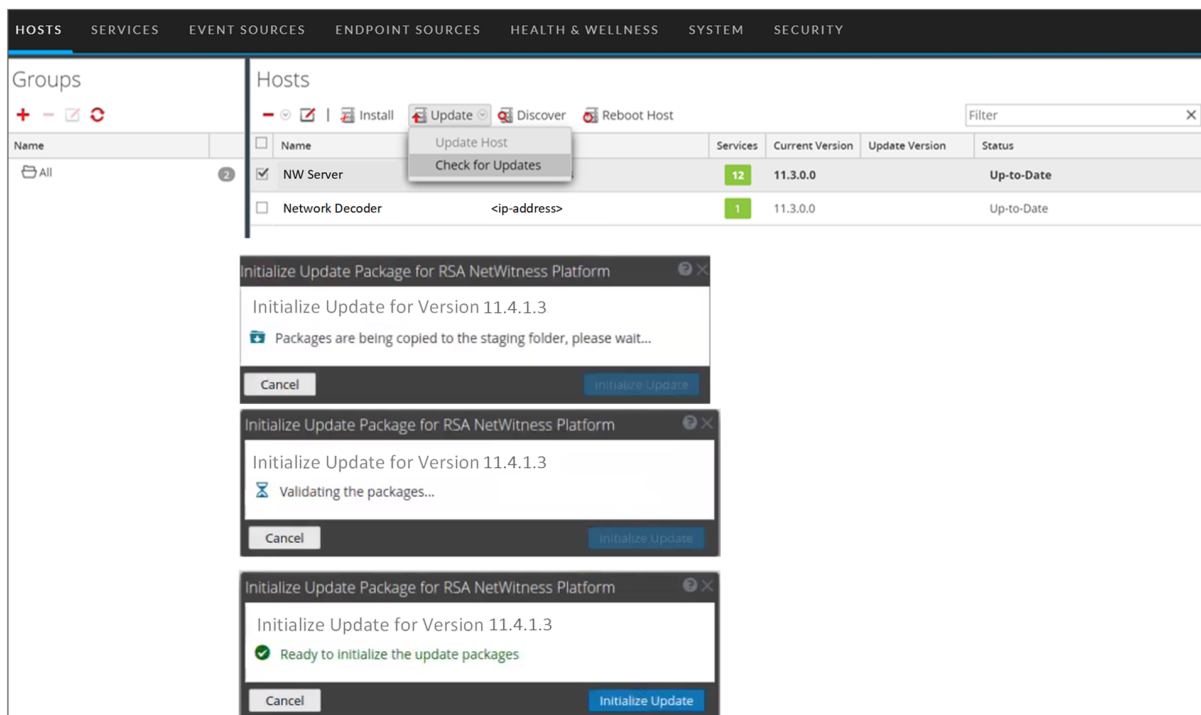 HOSTS SERVICES EVENT SOURCES ENDPOINT SOURCES HEALTH & WELLNESS SYSTEM SECURITY
Groups
Name
All 2
Hosts
Install Update Discover Reboot Host Filter
Update Host
Check for Updates
Name Services Current Version Update Version Status
NW Server 12 11.3.0.0 Up-to-Date
Network Decoder <ip-address> 1 11.3.0.0 Up-to-Date
Initialize Update Package for RSA NetWitness Platform
Initialize Update for Version 11.4.1.3
Packages are being copied to the staging folder, please wait...
Cancel Initialize Update
Initialize Update Package for RSA NetWitness Platform
Initialize Update for Version 11.4.1.3
Validating the packages...
Cancel Initialize Update
Initialize Update Package for RSA NetWitness Platform
Initialize Update for Version 11.4.1.3
Ready to initialize the update packages
Cancel Initialize Update